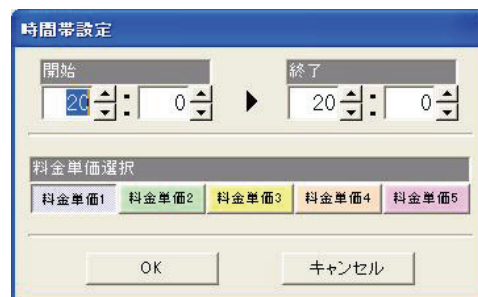 時間帯設定
開始 終了
20 : 0 ▶ 20 : 0
料金単価選択
料金単価1 料金単価2 料金単価3 料金単価4 料金単価5
OK キャンセル